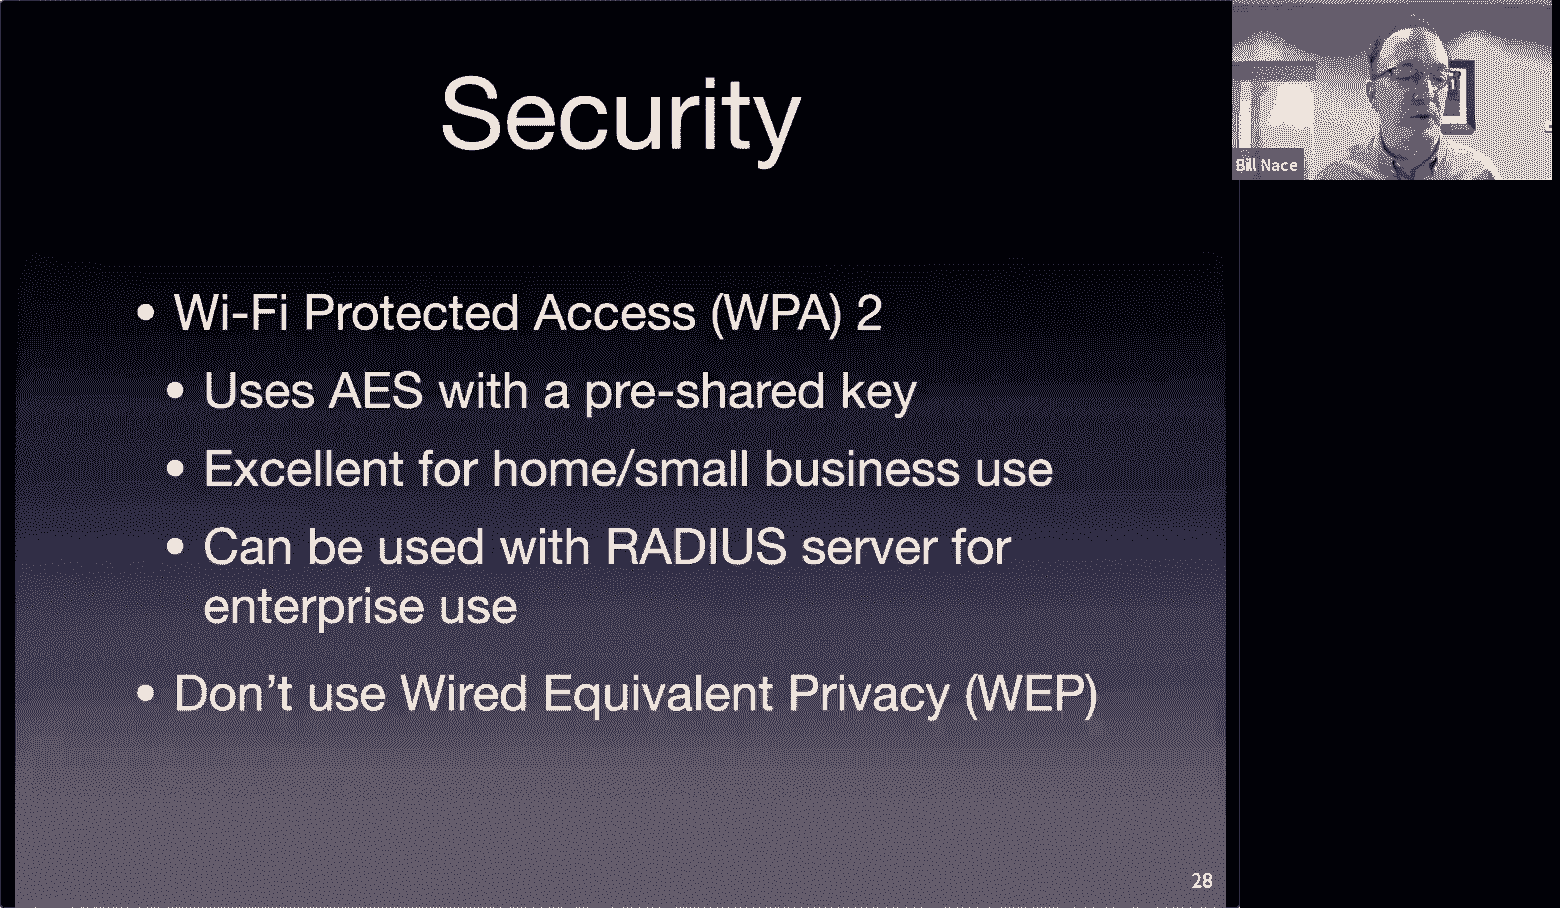 Security
Bill Nace
• Wi-Fi Protected Access (WPA) 2
• Uses AES with a pre-shared key
• Excellent for home/small business use
• Can be used with RADIUS server for
enterprise use
• Don’t use Wired Equivalent Privacy (WEP)
28